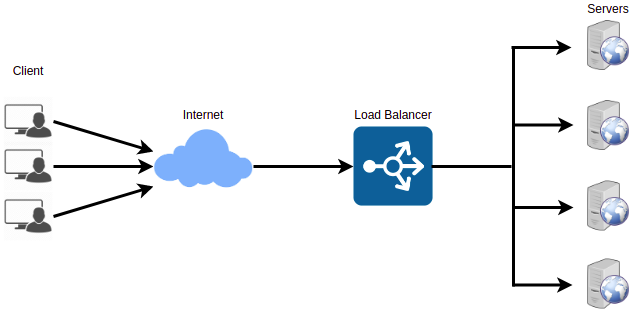 Servers
Client
Internet
Load Balancer